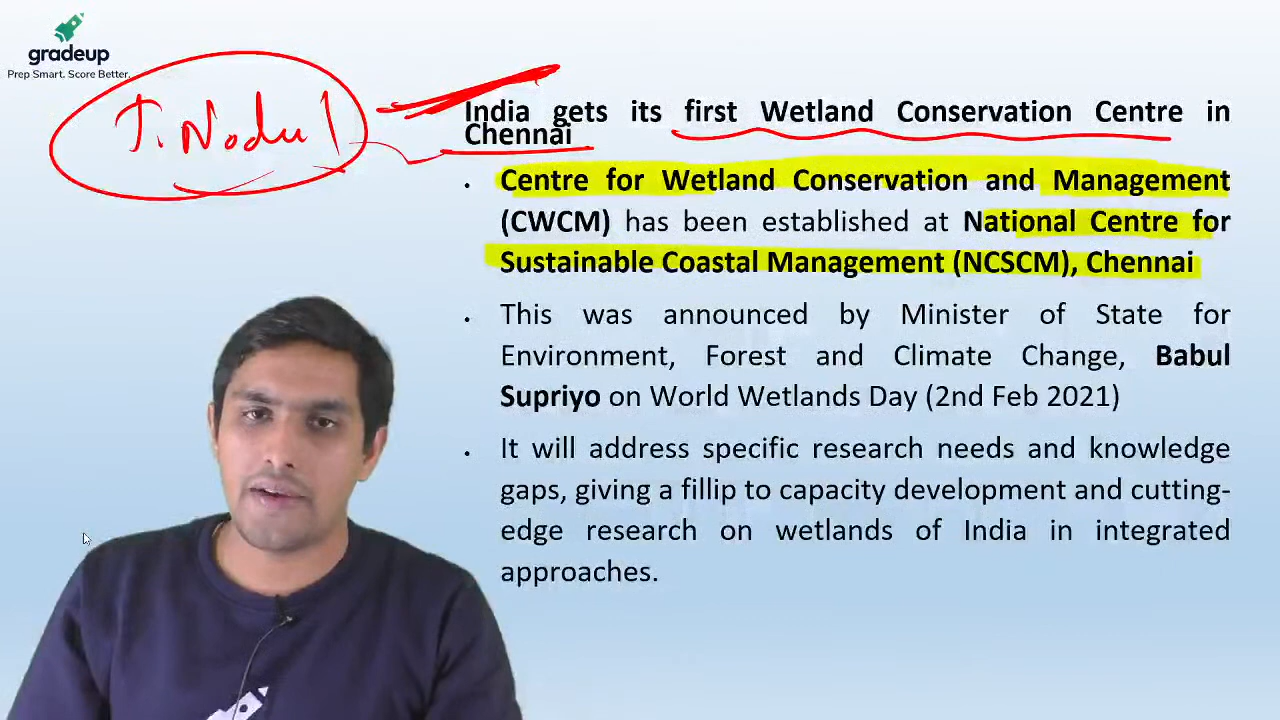 gradeup
Prep Smart. Score Better.
T. Nodu
India gets its first Wetland Conservation Centre in
Chennai
• Centre for Wetland Conservation and Management
(CWCM) has been established at National Centre for
Sustainable Coastal Management (NCSCM), Chennai
• This was announced by Minister of State for
Environment, Forest and Climate Change, Babul
Supriyo on World Wetlands Day (2nd Feb 2021)
• It will address specific research needs and knowledge
gaps, giving a fillip to capacity development and cutting-
edge research on wetlands of India in integrated
approaches.